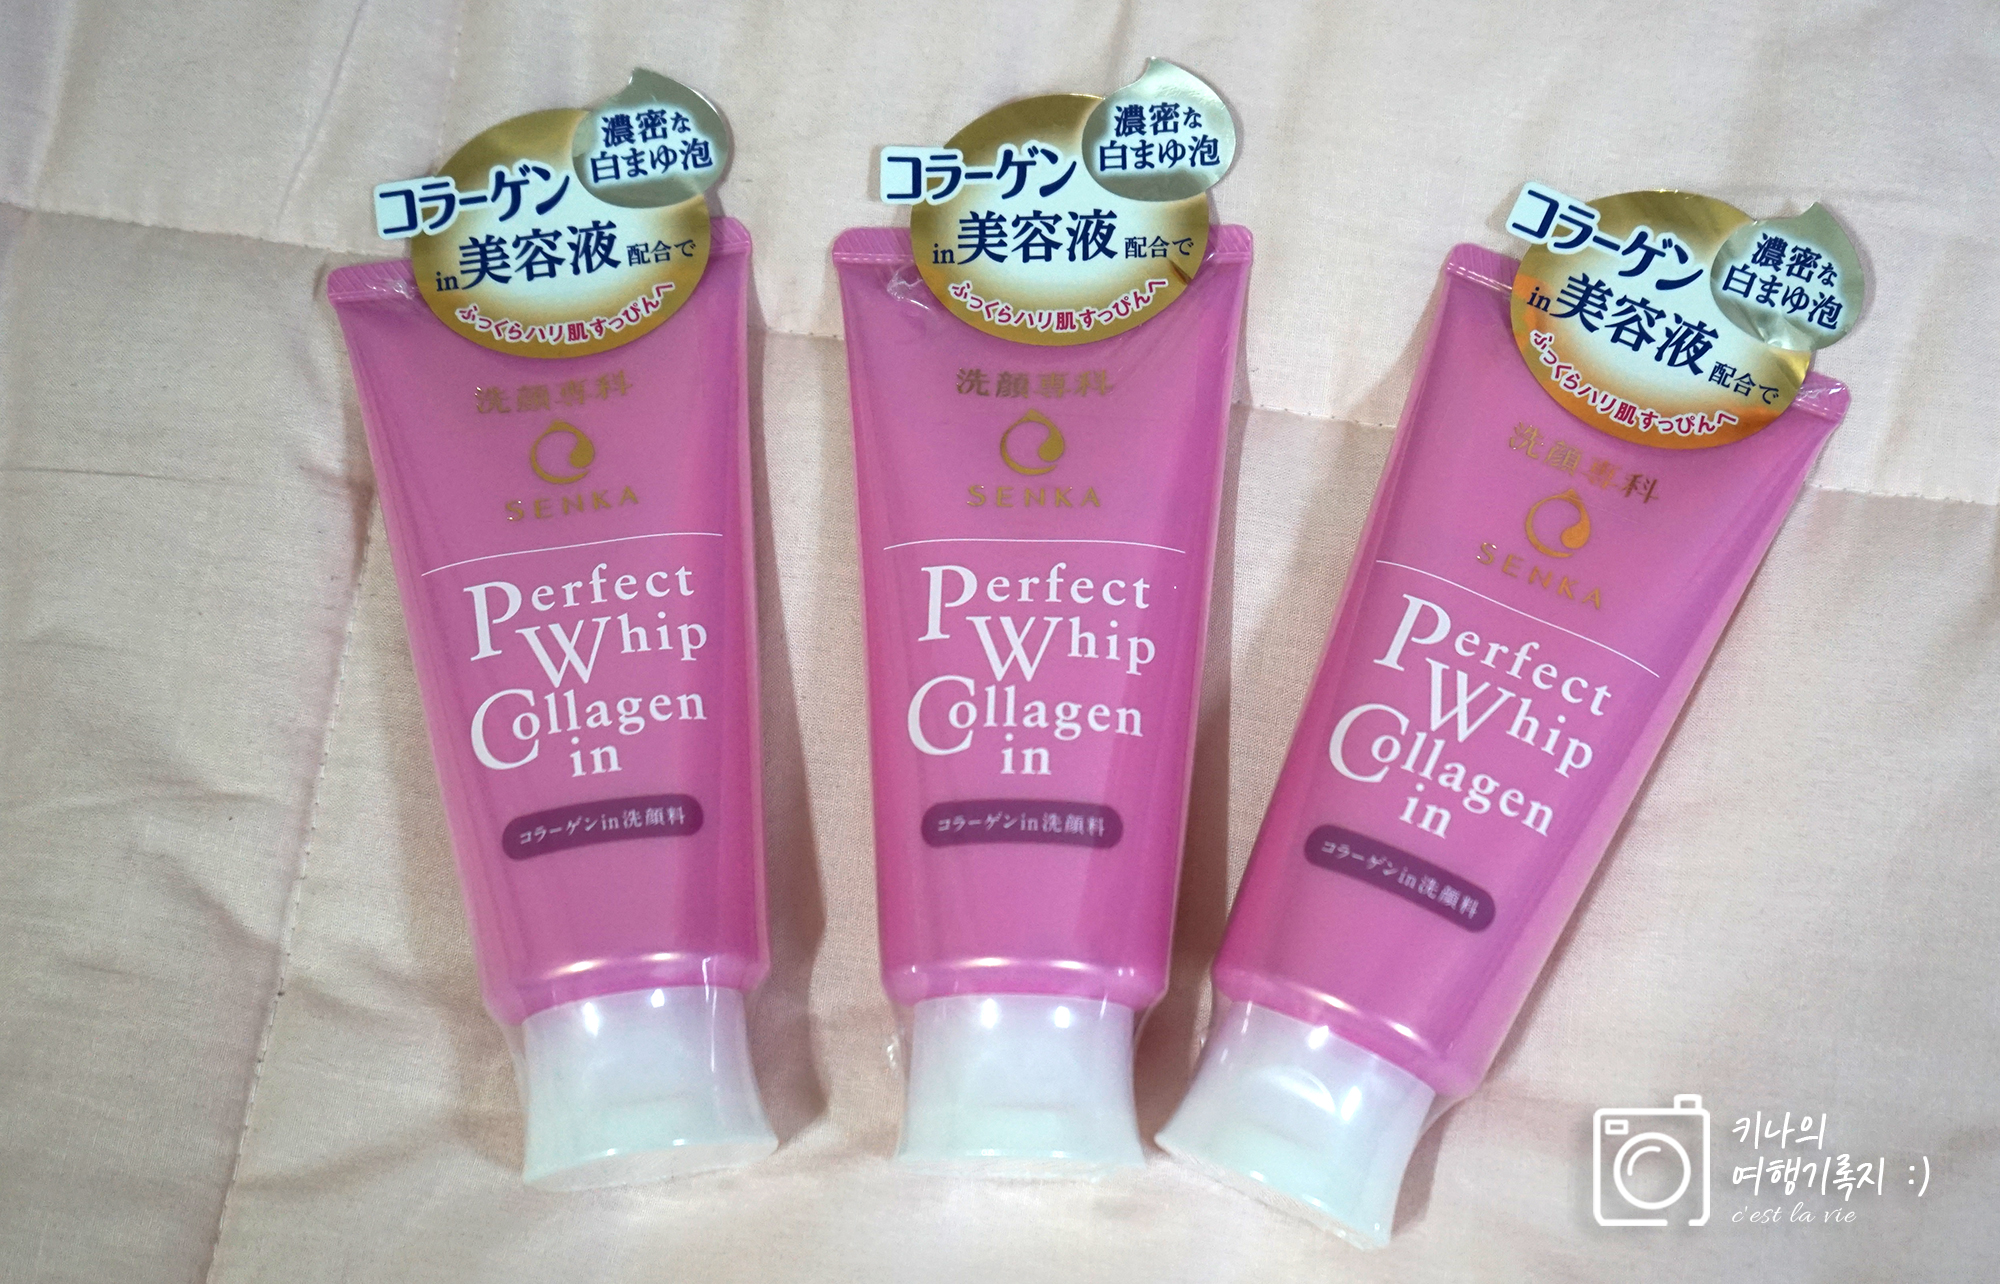 濃密な
白まゆ泡
コラーゲン
in美容液配合で
ふっくらハリ肌すっぴんへ
洗顔専科
SENKA
Perfect
Whip
Collagen
in
コラーゲンin洗顔料
濃密な
白まゆ泡
コラーゲン
in美容液配合で
ふっくらハリ肌すっぴんへ
洗顔専科
SENKA
Perfect
Whip
Collagen
in
コラーゲンin洗顔料
濃密な
白まゆ泡
コラーゲン
in美容液配合で
ふっくらハリ肌すっぴんへ
洗顔専科
SENKA
Perfect
Whip
Collagen
in
コラーゲンin洗顔料
키나의
여행기록지 :)
c'est la vie